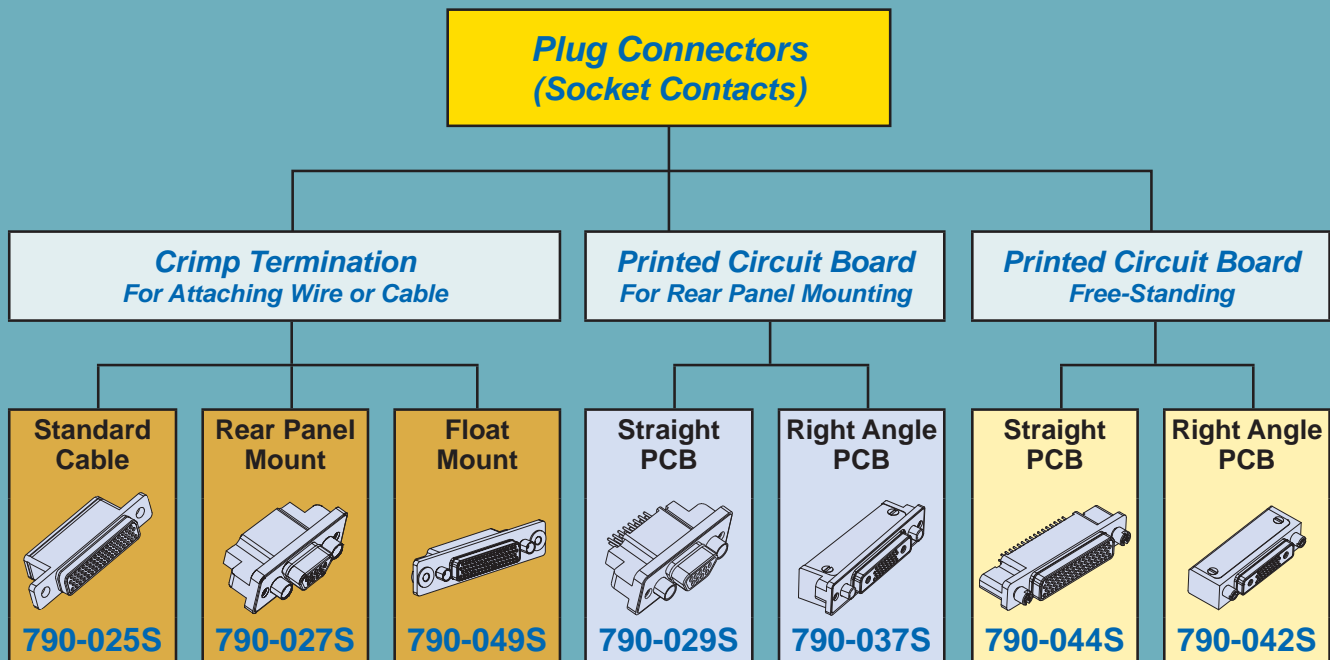 Plug Connectors
(Socket Contacts)
Crimp Termination
For Attaching Wire or Cable
Printed Circuit Board
For Rear Panel Mounting
Printed Circuit Board
Free-Standing
Standard
Cable
790-025S
Rear Panel
Mount
790-027S
Float
Mount
790-049S
Straight
PCB
790-029S
Right Angle
PCB
790-037S
Straight
PCB
790-044S
Right Angle
PCB
790-042S